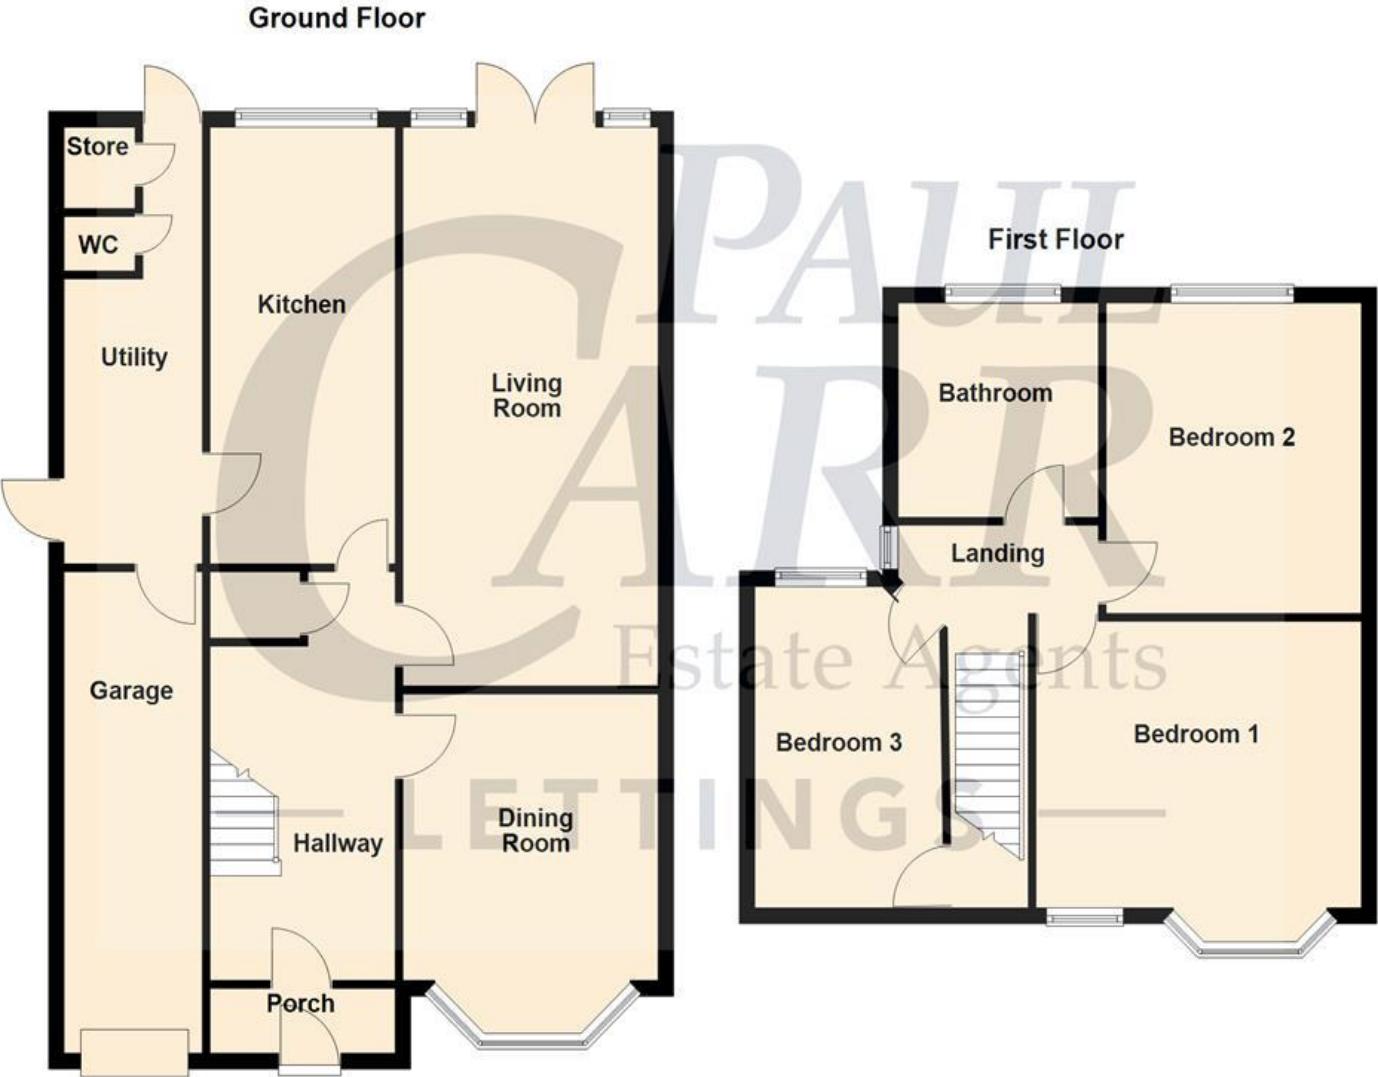 Ground Floor
Store
WC
Kitchen
Utility
Living
Room
Garage
Hallway
Dining
Room
Porch
First Floor
Bathroom
Bedroom 2
Landing
Bedroom 3
Bedroom 1
PAUL
CARR
Estate Agents
LETTINGS